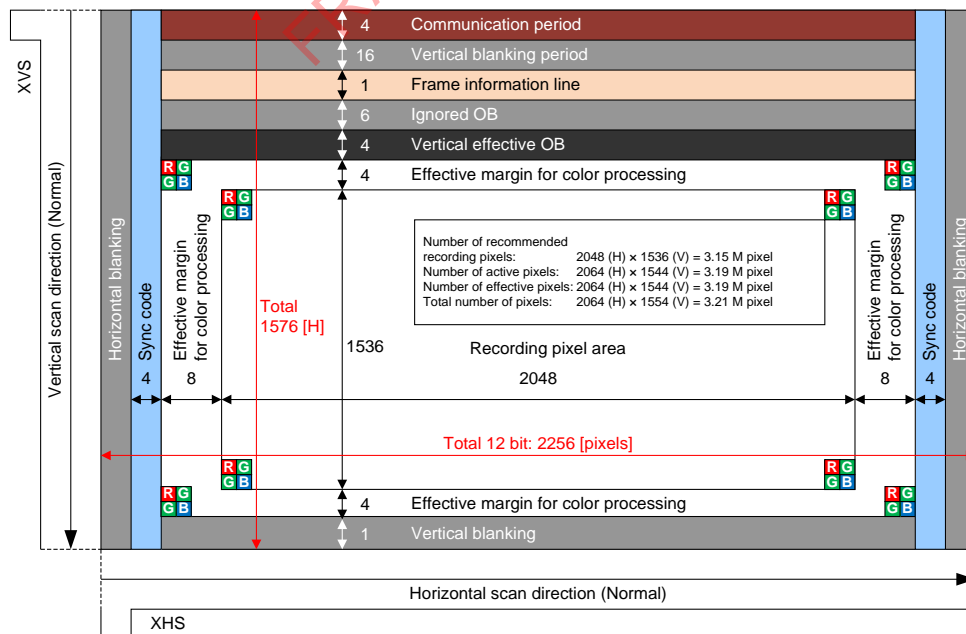 FRA
4 Communication period
16 Vertical blanking period
1 Frame information line
6 Ignored OB
4 Vertical effective OB
4 Effective margin for color processing
R G
G B
R G
G B
R G
G B
R G
G B
XVS
Vertical scan direction (Normal)
Horizontal blanking
Sync code
4
Effective margin
for color processing
8
Total
1576 [H]
1536
Number of recommended
recording pixels: 2048 (H) × 1536 (V) = 3.15 M pixel
Number of active pixels: 2064 (H) × 1544 (V) = 3.19 M pixel
Number of effective pixels: 2064 (H) × 1544 (V) = 3.19 M pixel
Total number of pixels: 2064 (H) × 1554 (V) = 3.21 M pixel
Recording pixel area
2048
Effective margin
for color processing
8
Sync code
4
Horizontal blanking
Total 12 bit: 2256 [pixels]
R G
G B
R G
G B
R G
G B
R G
G B
4 Effective margin for color processing
1 Vertical blanking
Horizontal scan direction (Normal)
XHS